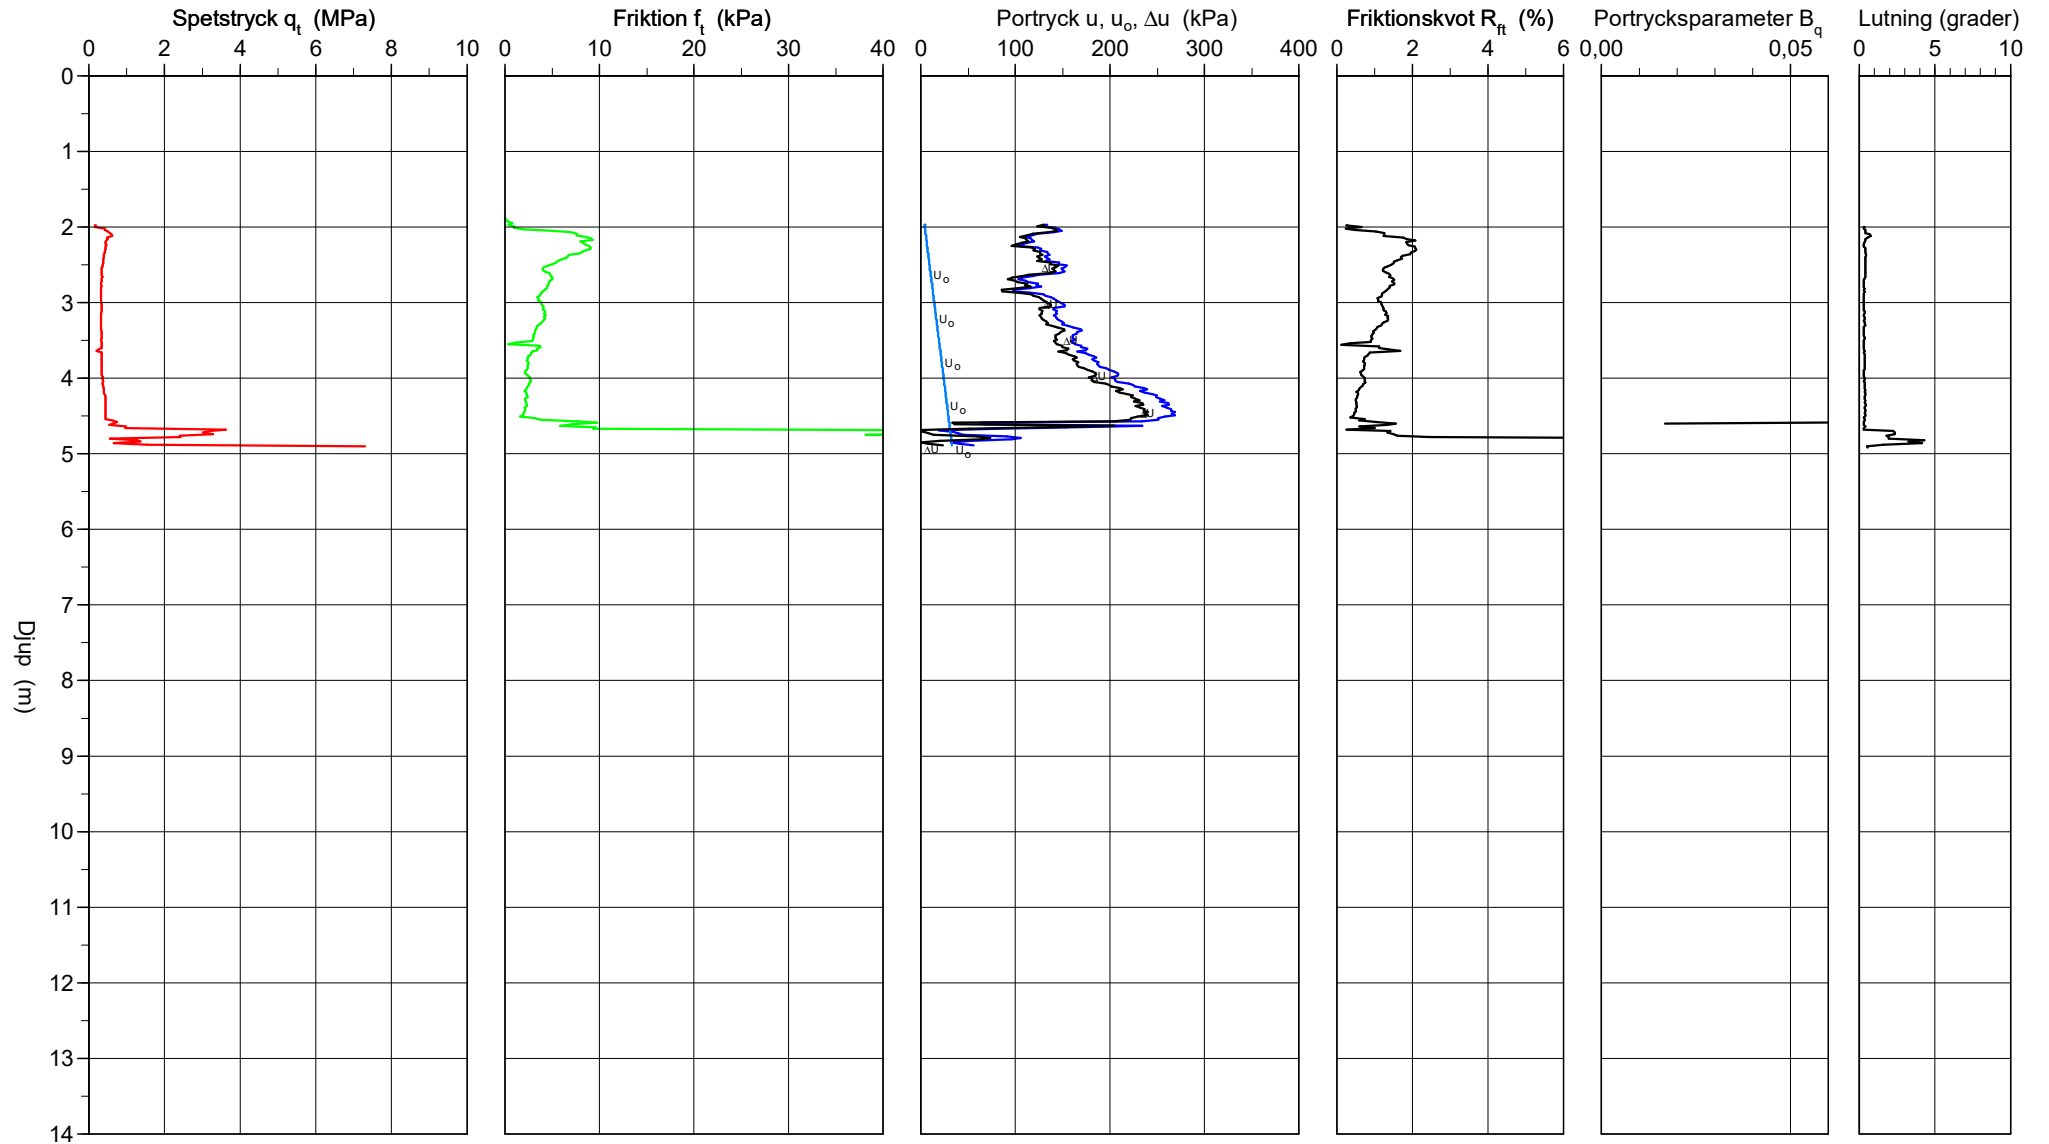 Spetstryck qt (MPa) Friktion ft (kPa) Portryck u, uo, Δu (kPa) Friktionskvot Rft (%) Portrycksparameter Bq Lutning (grader)
0 2 4 6 8 10 0 10 20 30 40 0 100 200 300 400 0 2 4 6 0,00 0,05 0 5 10
0
1
2
ΔU
Uo
3
U
Uo
ΔU
Uo
4
U
Uo
U
5
ΔU Uo
6
7
8
9
10
11
12
13
14
Djup (m)